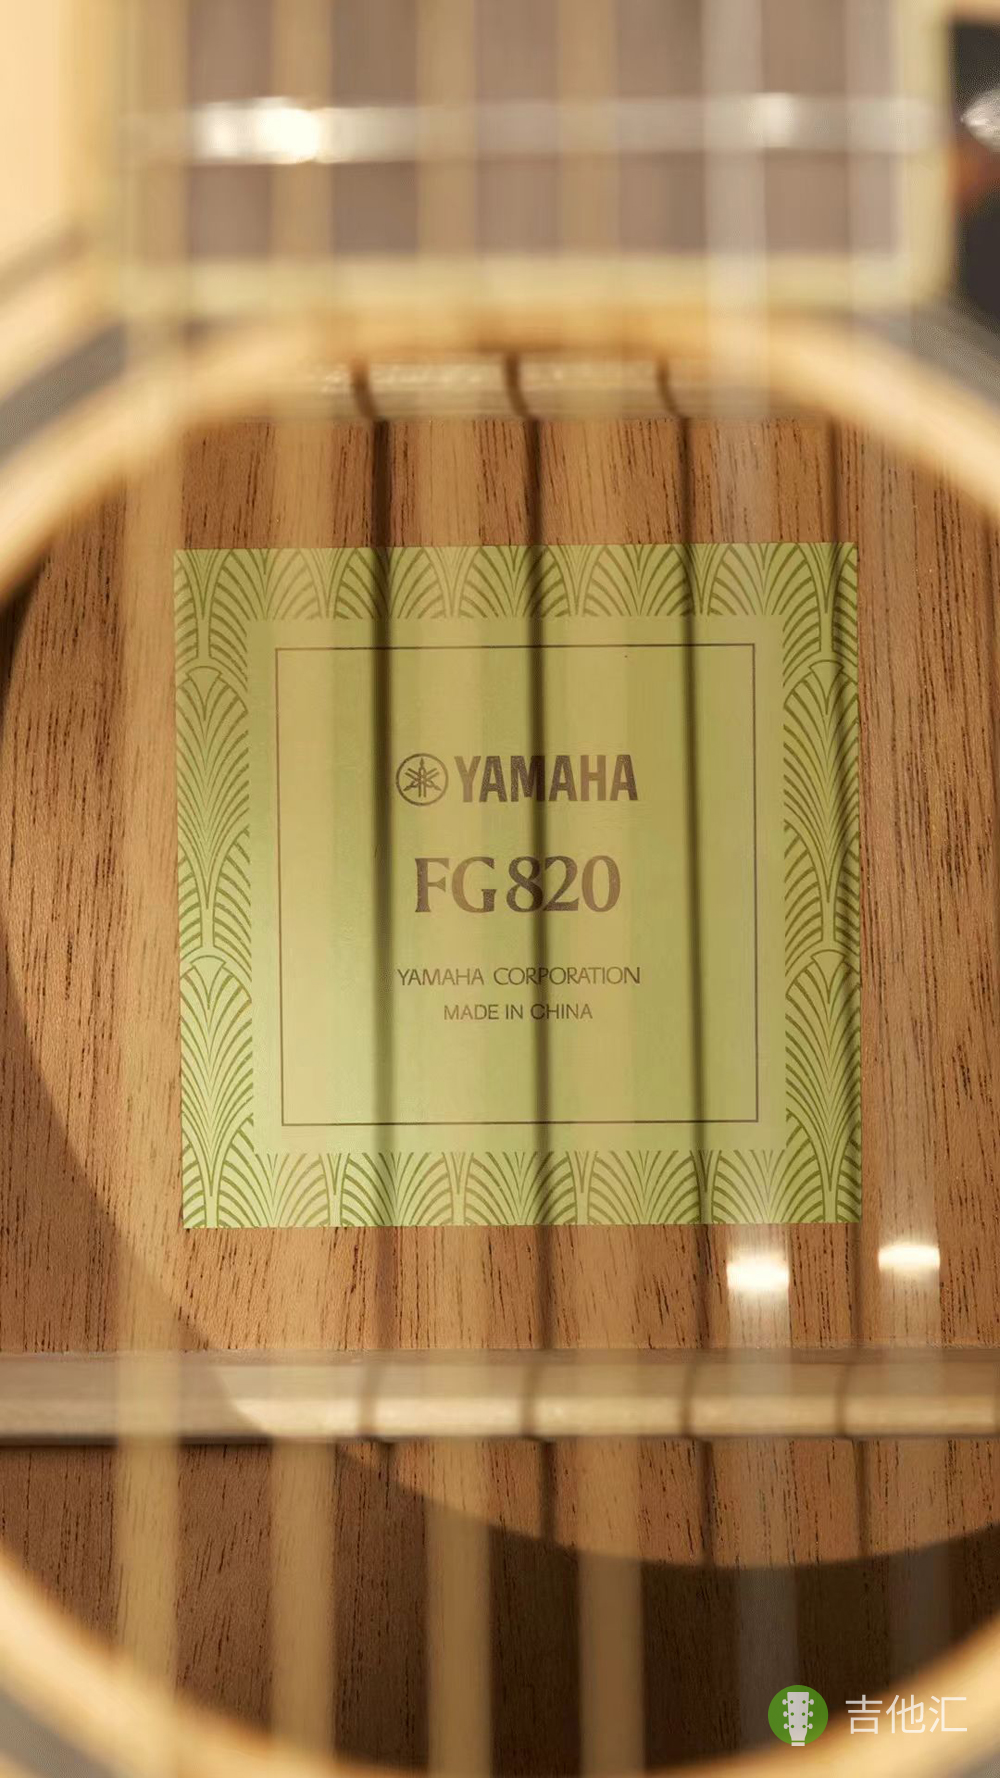 YAMAHA
FG820
YAMAHA CORPORATION
MADE IN CHINA
吉他汇